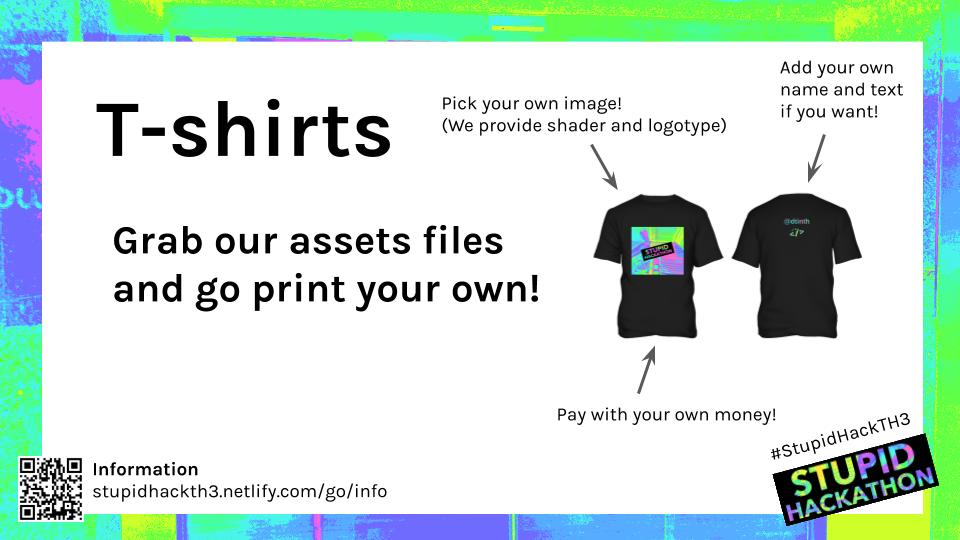 T-shirts
Pick your own image!
(We provide shader and logotype)
Add your own
name and text
if you want!
Grab our assets files
and go print your own!
STUPID
HACKATHON
@dtinth
Pay with your own money!
Information
stupidhackth3.netlify.com/go/info
#StupidHackTH3
STUPID
HACKATHON